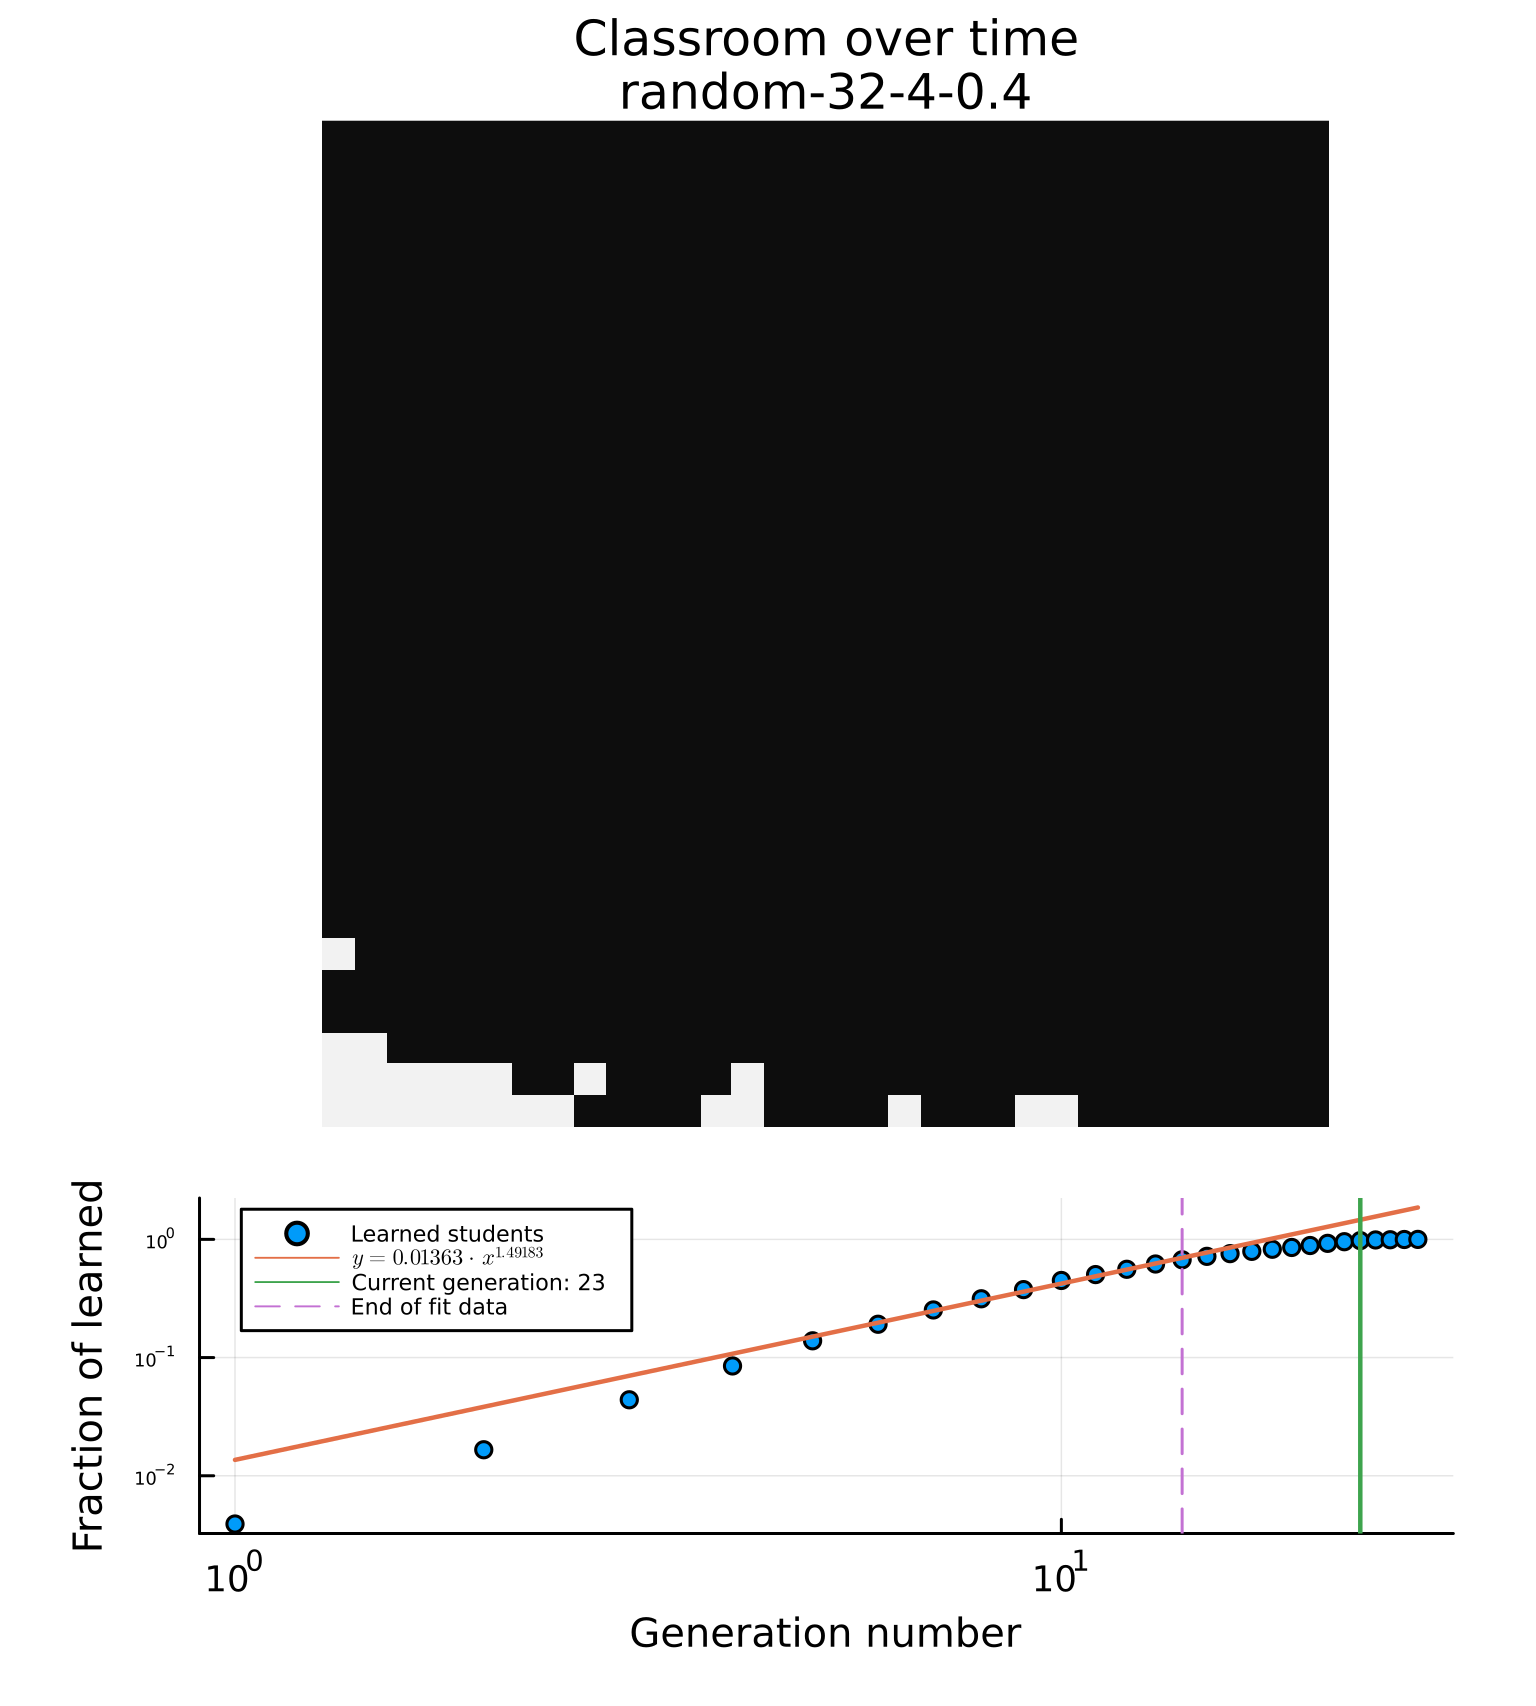 Classroom over time
random-32-4-0.4
Fraction of learned
10^0
10^-1
10^-2
Learned students
y = 0.01363 · x^1.49183
Current generation: 23
End of fit data
10^0
10^1
Generation number